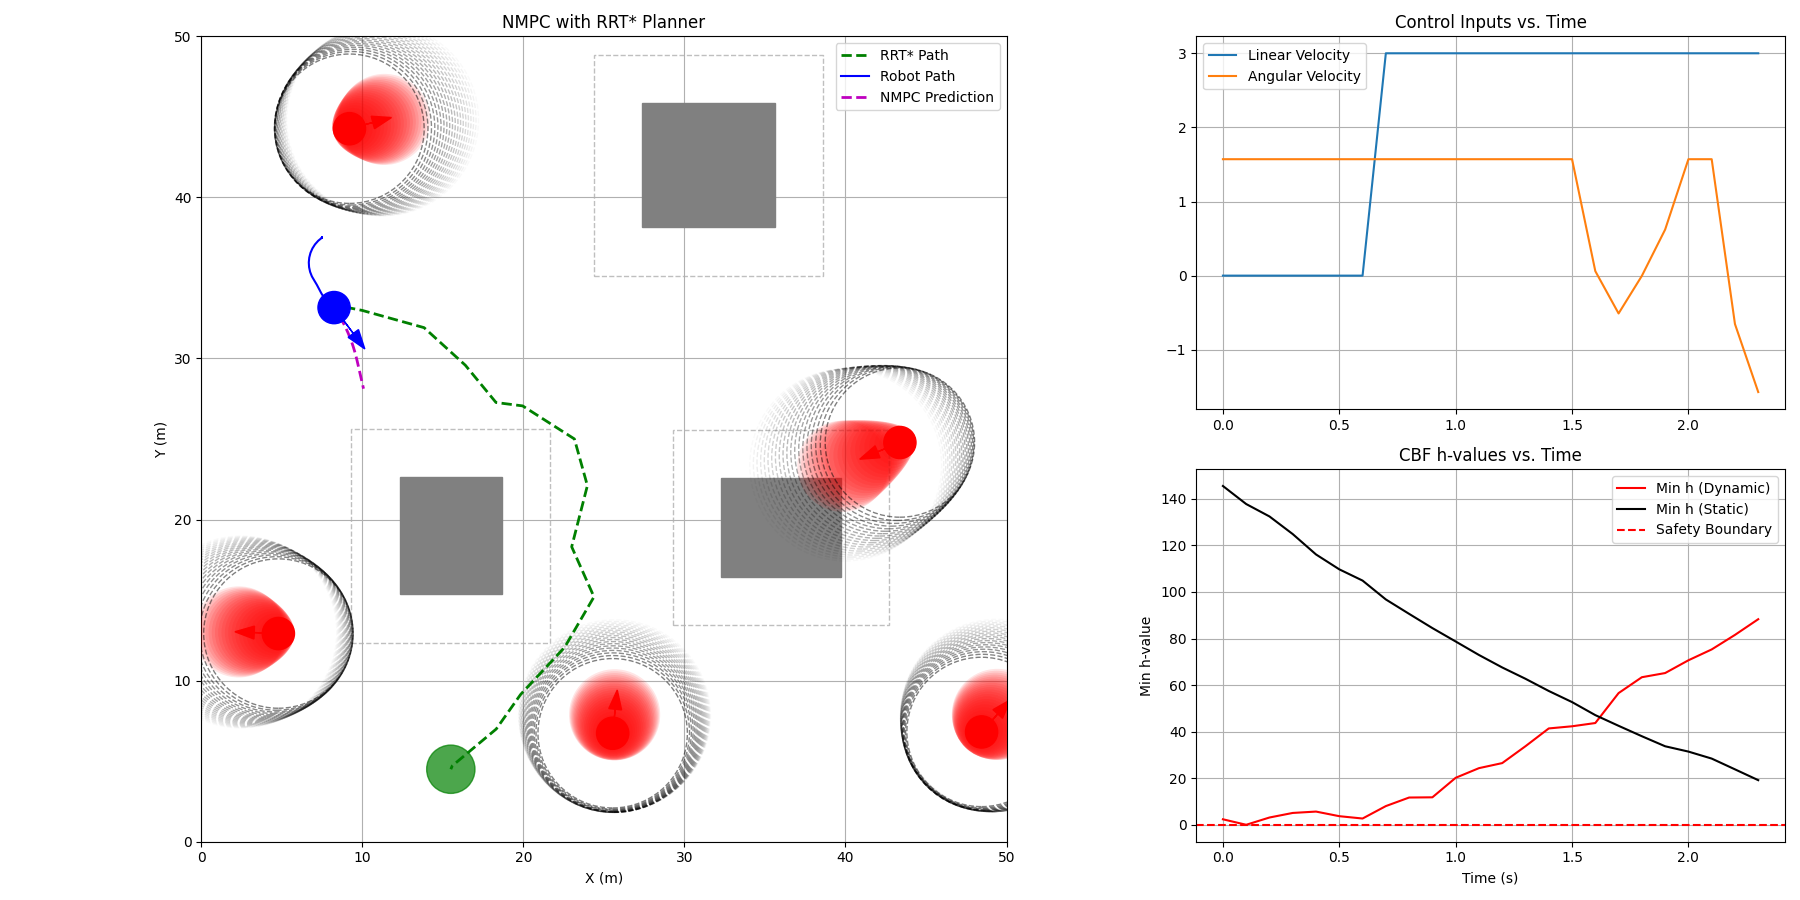 NMPC with RRT* Planner
RRT* Path
Robot Path
NMPC Prediction
50
40
30
20
10
0
Y (m)
0 10 20 30 40 50
X (m)
Control Inputs vs. Time
Linear Velocity
Angular Velocity
3
2
1
0
−1
0.0 0.5 1.0 1.5 2.0
CBF h-values vs. Time
Min h (Dynamic)
Min h (Static)
Safety Boundary
140
120
100
80
60
40
20
0
Min h-value
0.0 0.5 1.0 1.5 2.0
Time (s)